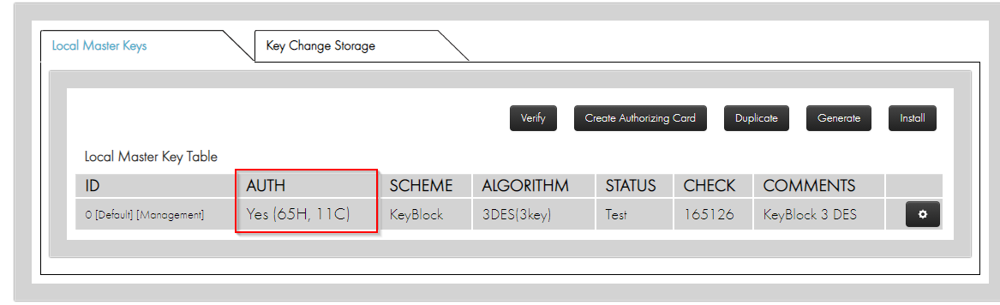 Local Master Keys Key Change Storage
Verify Create Authorizing Card Duplicate Generate Install
Local Master Key Table
ID AUTH SCHEME ALGORITHM STATUS CHECK COMMENTS
0 [Default] [Management] Yes (65H, 11C) KeyBlock 3DES(3key) Test 165126 KeyBlock 3 DES